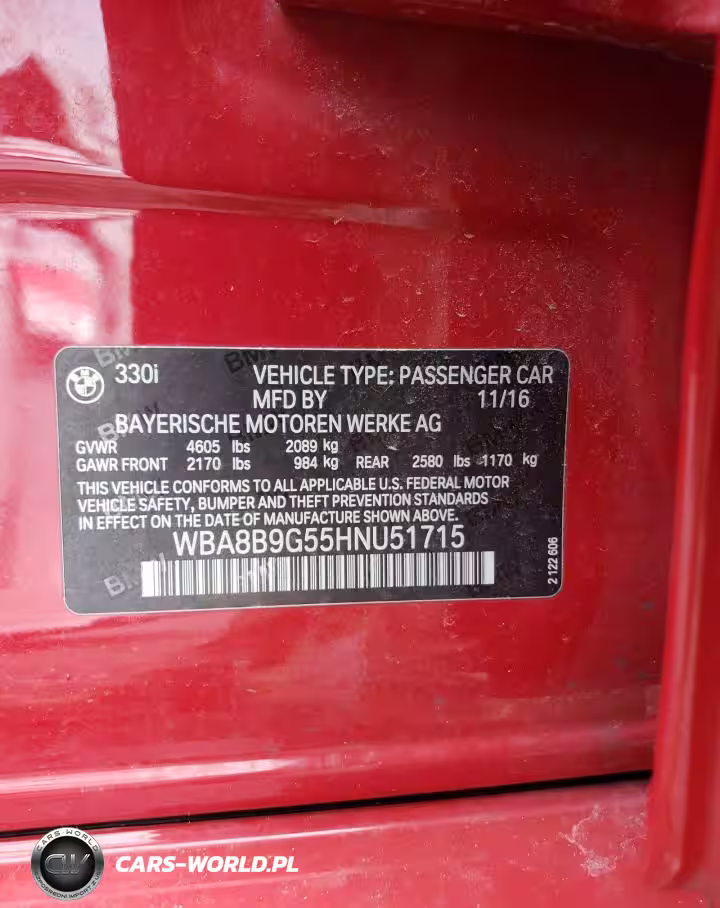 330i VEHICLE TYPE: PASSENGER CAR
MFD BY 11/16
BAYERISCHE MOTOREN WERKE AG
GVWR 4605 lbs 2089 kg
GAWR FRONT 2170 lbs 984 kg REAR 2580 lbs 1170 kg
THIS VEHICLE CONFORMS TO ALL APPLICABLE U.S. FEDERAL MOTOR
VEHICLE SAFETY, BUMPER AND THEFT PREVENTION STANDARDS
IN EFFECT ON THE DATE OF MANUFACTURE SHOWN ABOVE.
WBA8B9G55HNU51715
2 122 606
CARS-WORLD
CW
CARS-WORLD.PL